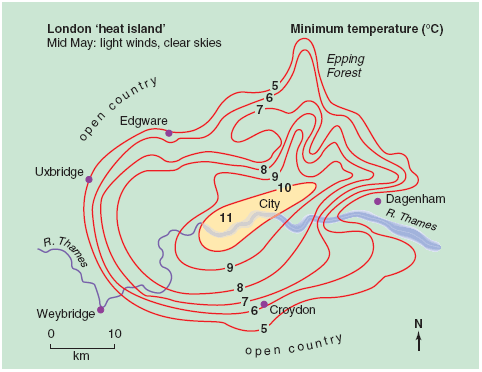 London 'heat island'
Mid May: light winds, clear skies
Minimum temperature (°C)
Epping
Forest
open country
5
6
7
Edgware
Uxbridge
8
9
10
City
11
Dagenham
R. Thames
R. Thames
9
8
7
6
5
Croydon
Weybridge
0 10
km
open country
N